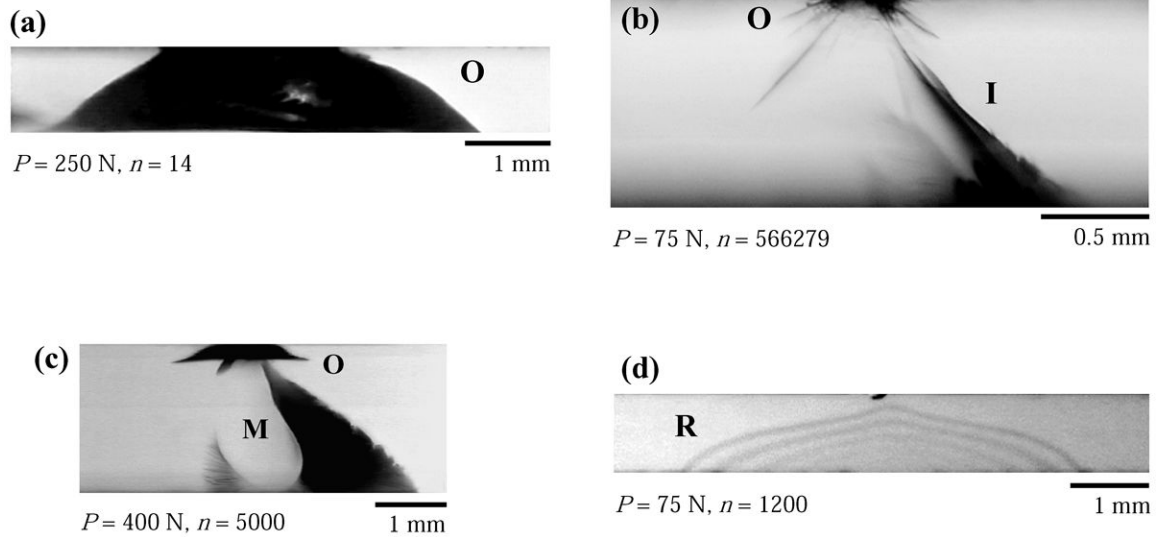 (a)
O
P = 250 N, n = 14
1 mm
(b)
O
I
P = 75 N, n = 566279
0.5 mm
(c)
O
M
P = 400 N, n = 5000
1 mm
(d)
R
P = 75 N, n = 1200
1 mm